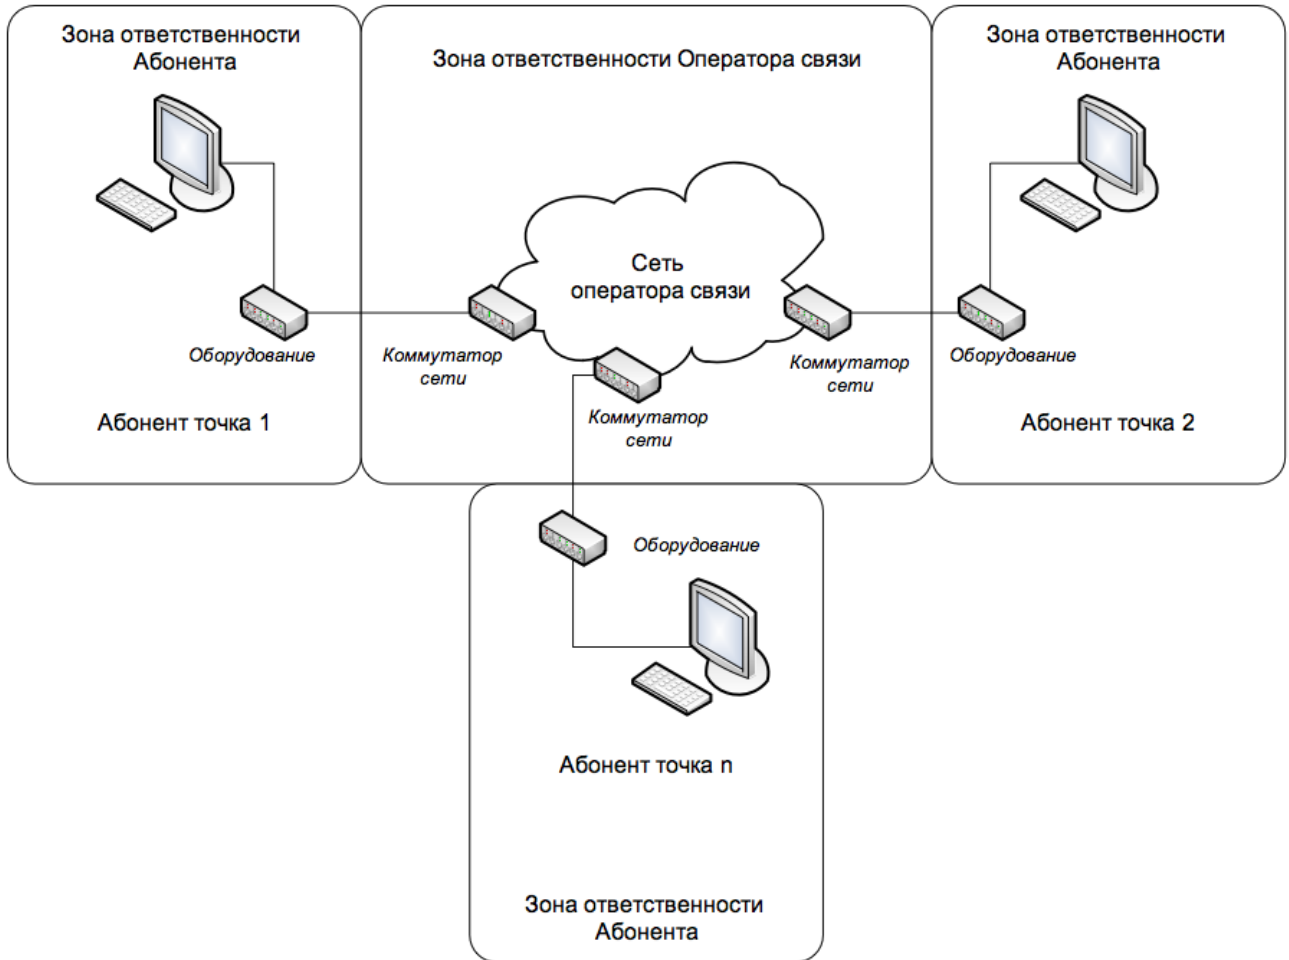 Зона ответственности
Абонента
Зона ответственности Оператора связи
Зона ответственности
Абонента
Сеть
оператора связи
Оборудование
Коммутатор
сети
Коммутатор
сети
Коммутатор
сети
Оборудование
Абонент точка 1
Абонент точка 2
Оборудование
Абонент точка n
Зона ответственности
Абонента